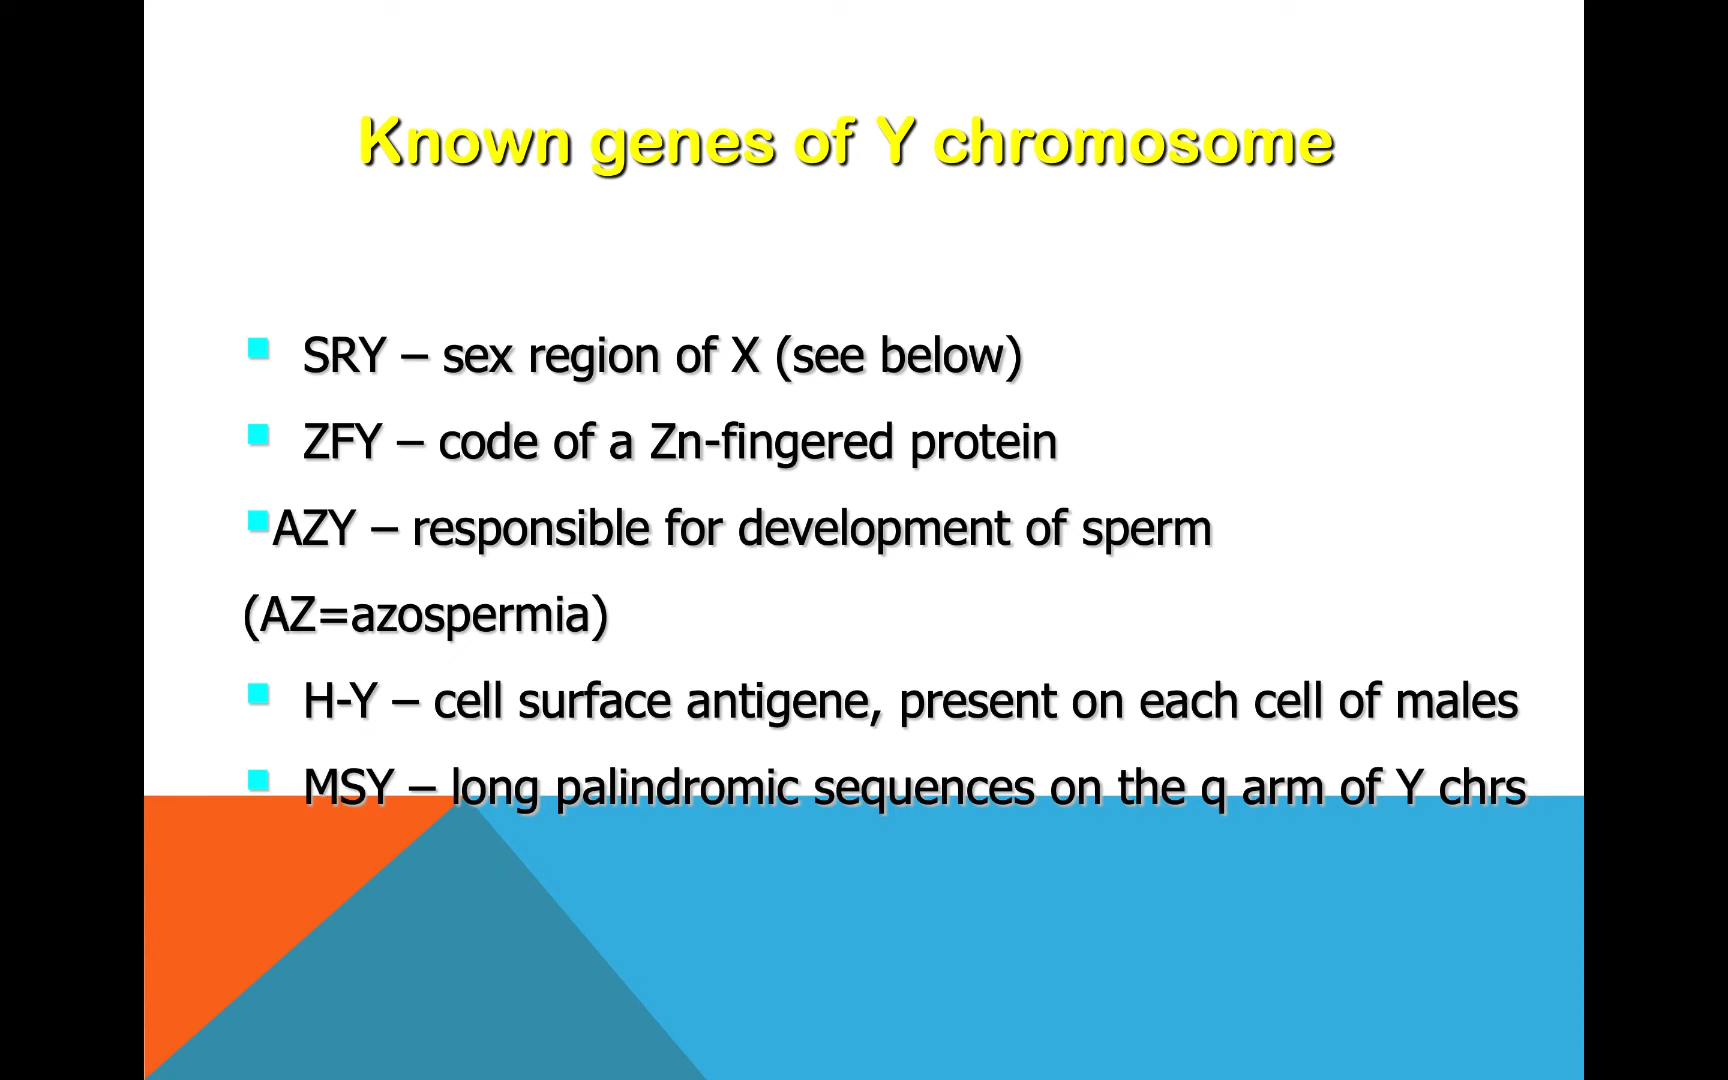 Known genes of Y chromosome
SRY – sex region of X (see below)
ZFY – code of a Zn-fingered protein
AZY – responsible for development of sperm
(AZ=azospermia)
H-Y – cell surface antigene, present on each cell of males
MSY – long palindromic sequences on the q arm of Y chrs